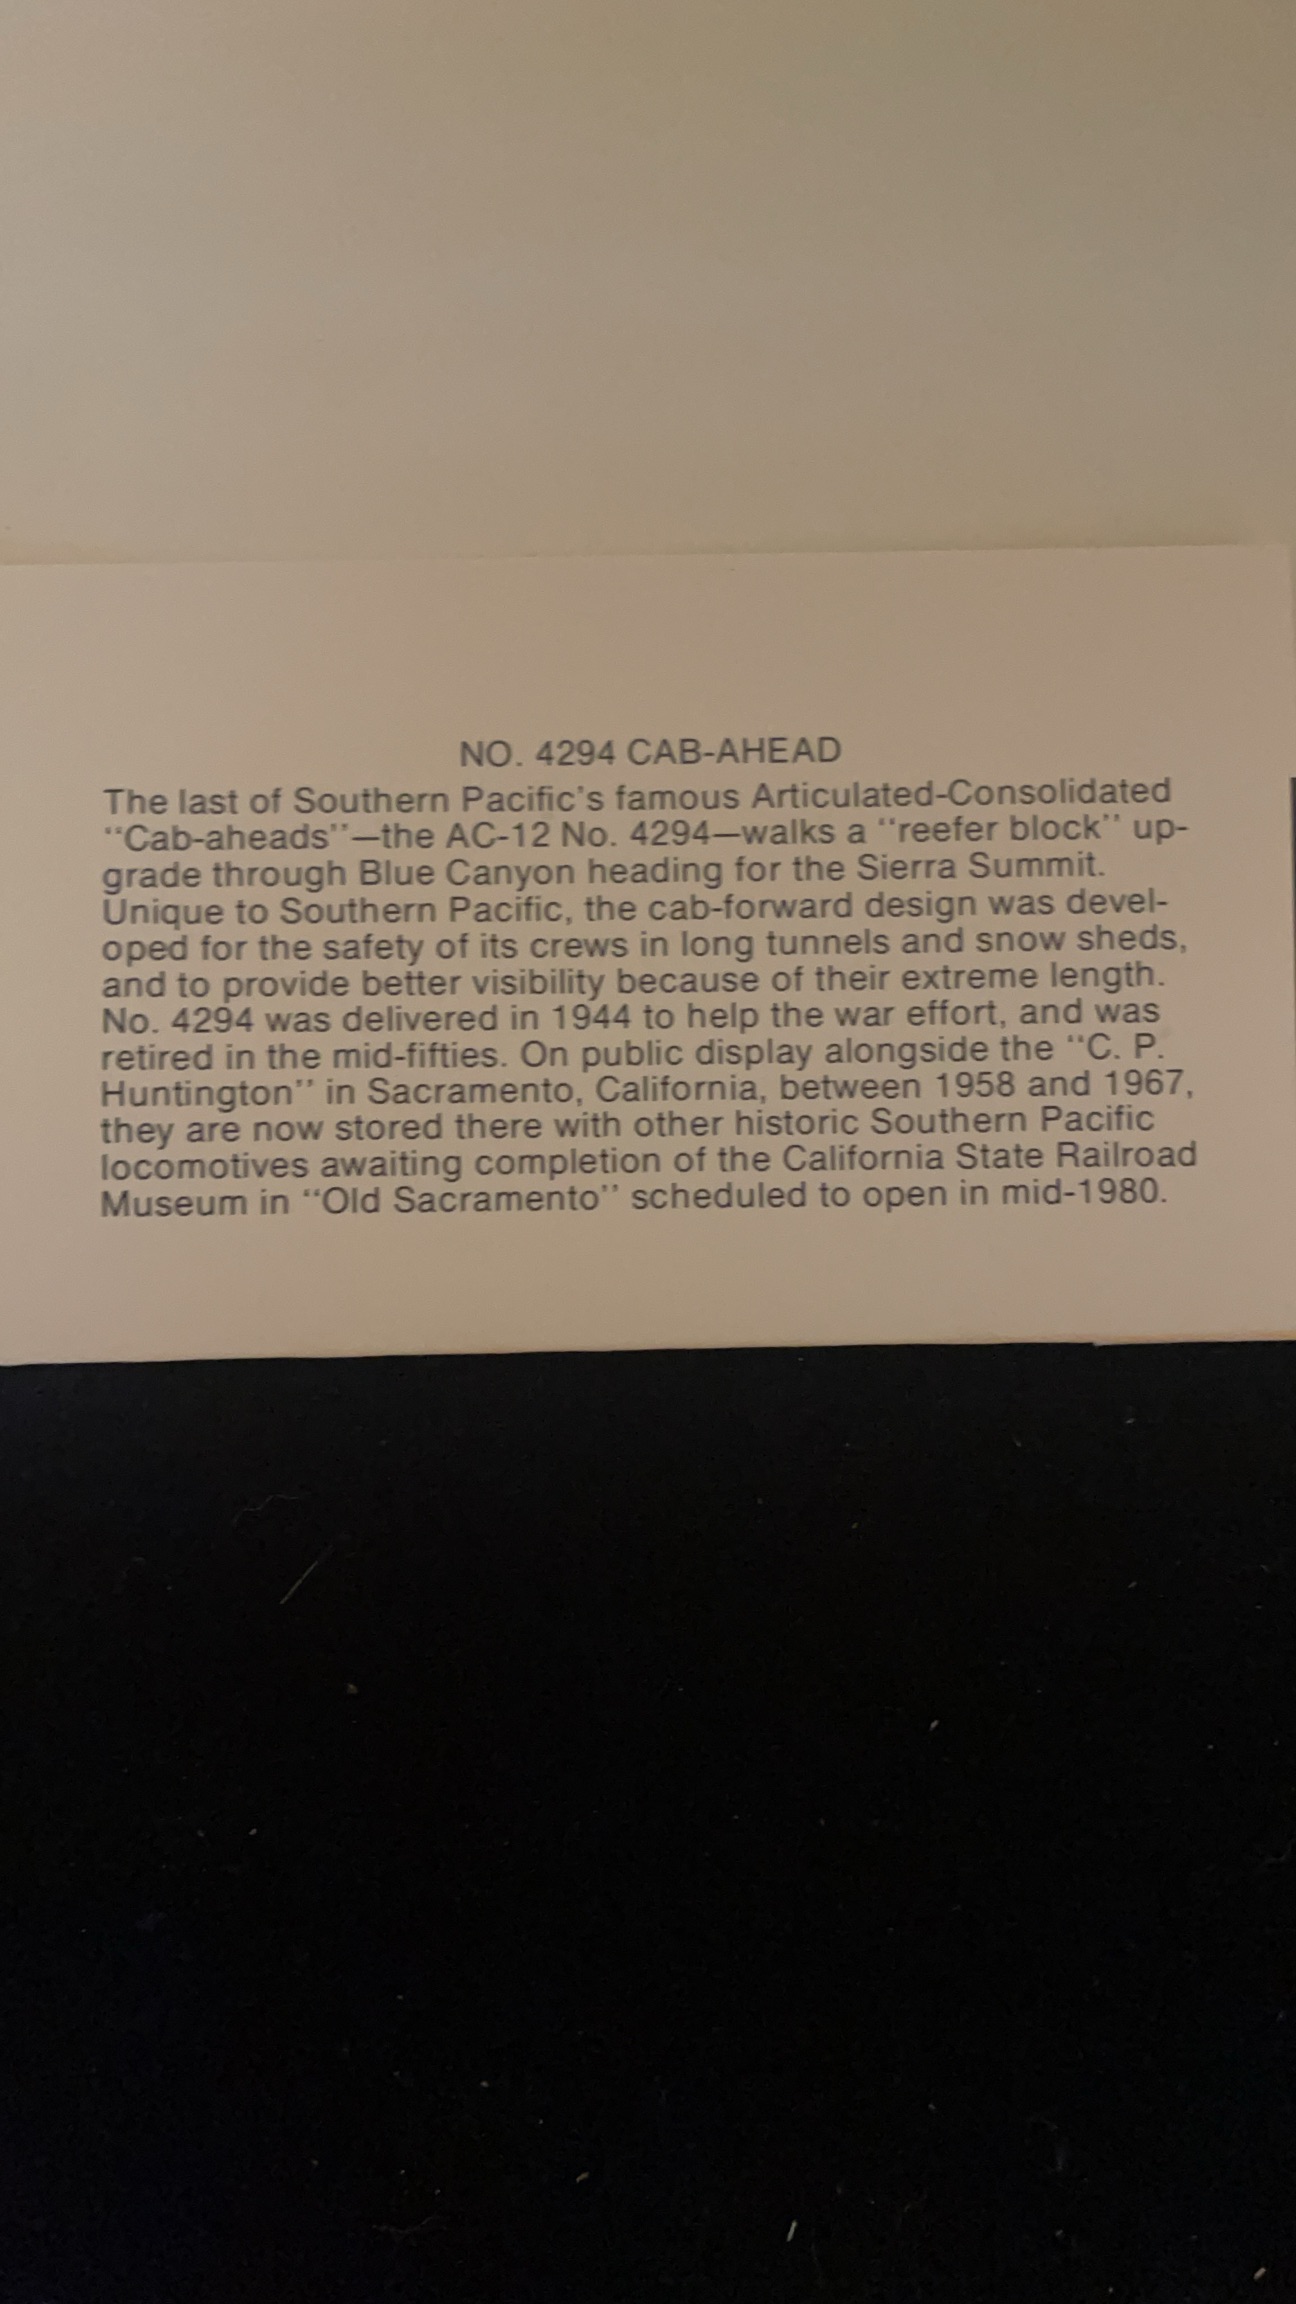 NO. 4294 CAB-AHEAD
The last of Southern Pacific's famous Articulated-Consolidated
"Cab-aheads"—the AC-12 No. 4294—walks a "reefer block" up-
grade through Blue Canyon heading for the Sierra Summit.
Unique to Southern Pacific, the cab-forward design was devel-
oped for the safety of its crews in long tunnels and snow sheds,
and to provide better visibility because of their extreme length.
No. 4294 was delivered in 1944 to help the war effort, and was
retired in the mid-fifties. On public display alongside the "C. P.
Huntington" in Sacramento, California, between 1958 and 1967,
they are now stored there with other historic Southern Pacific
locomotives awaiting completion of the California State Railroad
Museum in "Old Sacramento" scheduled to open in mid-1980.